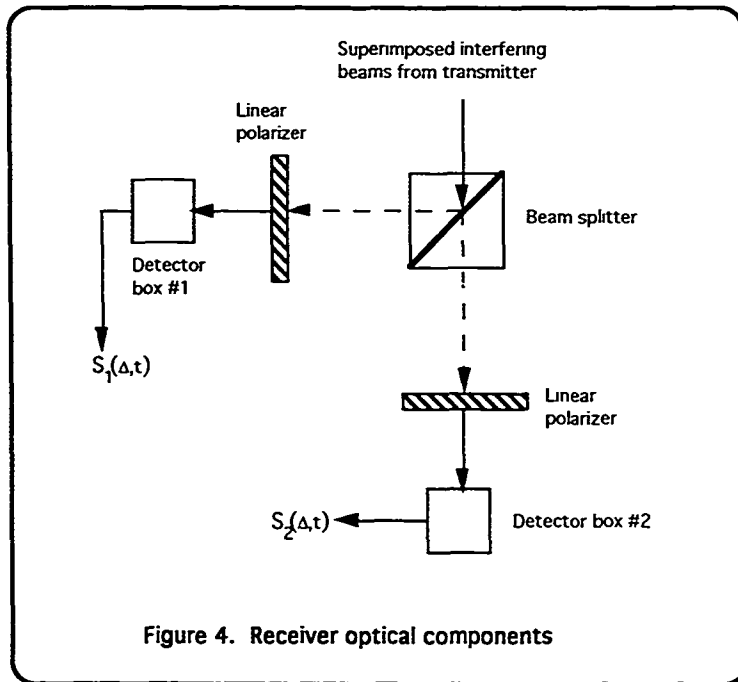 Superimposed interfering
beams from transmitter
Linear
polarizer
Beam splitter
Detector
box #1
S₁(Δ,t)
Linear
polarizer
S₂(Δ,t)
Detector box #2
Figure 4. Receiver optical components